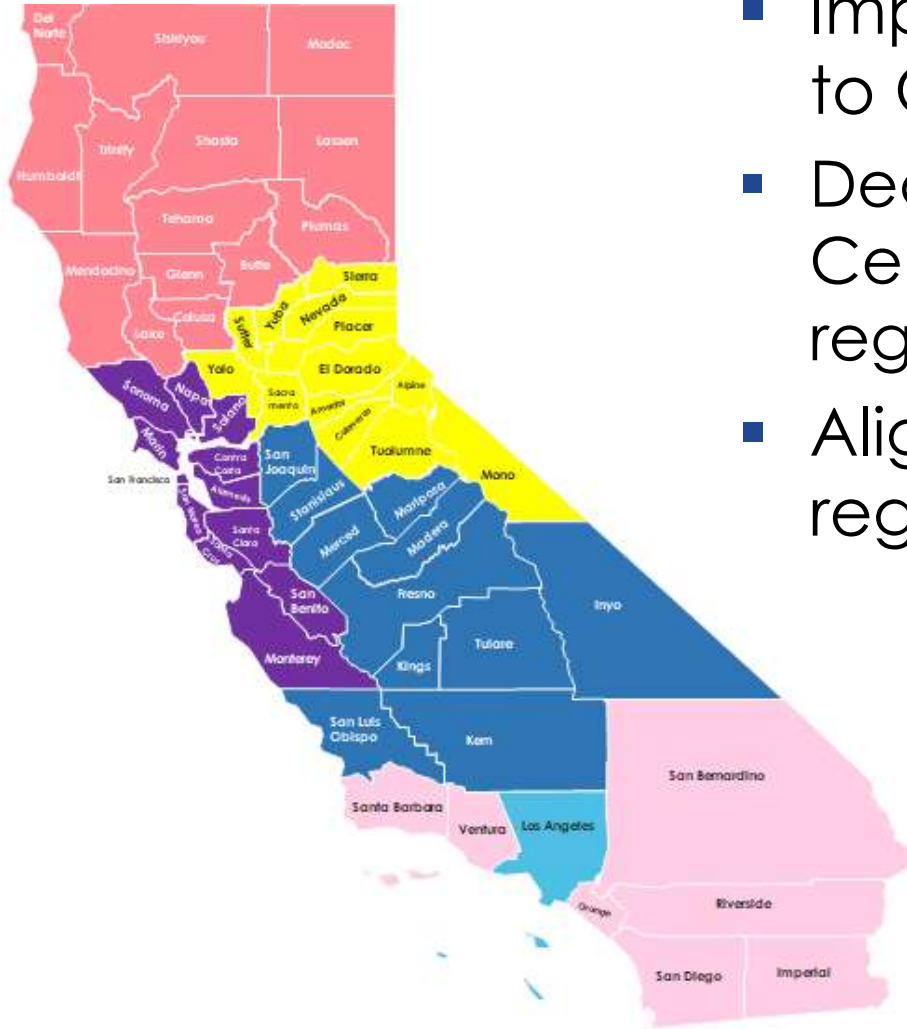 Del
Norte
Siskiyou
Modoc
Humboldt
Trinity
Shasta
Lassen
Tehama
Plumas
Mendocino
Glenn
Butte
Lake
Colusa
Sierra
Sutter
Yuba
Nevada
Placer
Yolo
El Dorado
Sacra
mento
Amador
Alpine
Calaveras
Tuolumne
Mono
Sonoma
Napa
Solano
Marin
Contra
Costa
San Francisco
Alameda
San Mateo
Santa
Clara
Santa
Cruz
San
Joaquin
Stanislaus
Mariposa
Merced
Madera
San
Benito
Fresno
Inyo
Monterey
Kings
Tulare
San Luis
Obispo
Kern
San Bernardino
Santa Barbara
Ventura
Los Angeles
Orange
Riverside
San Diego
Imperial
▪ Imp
to
▪ Dec
Ce
reg
▪ Alig
reg